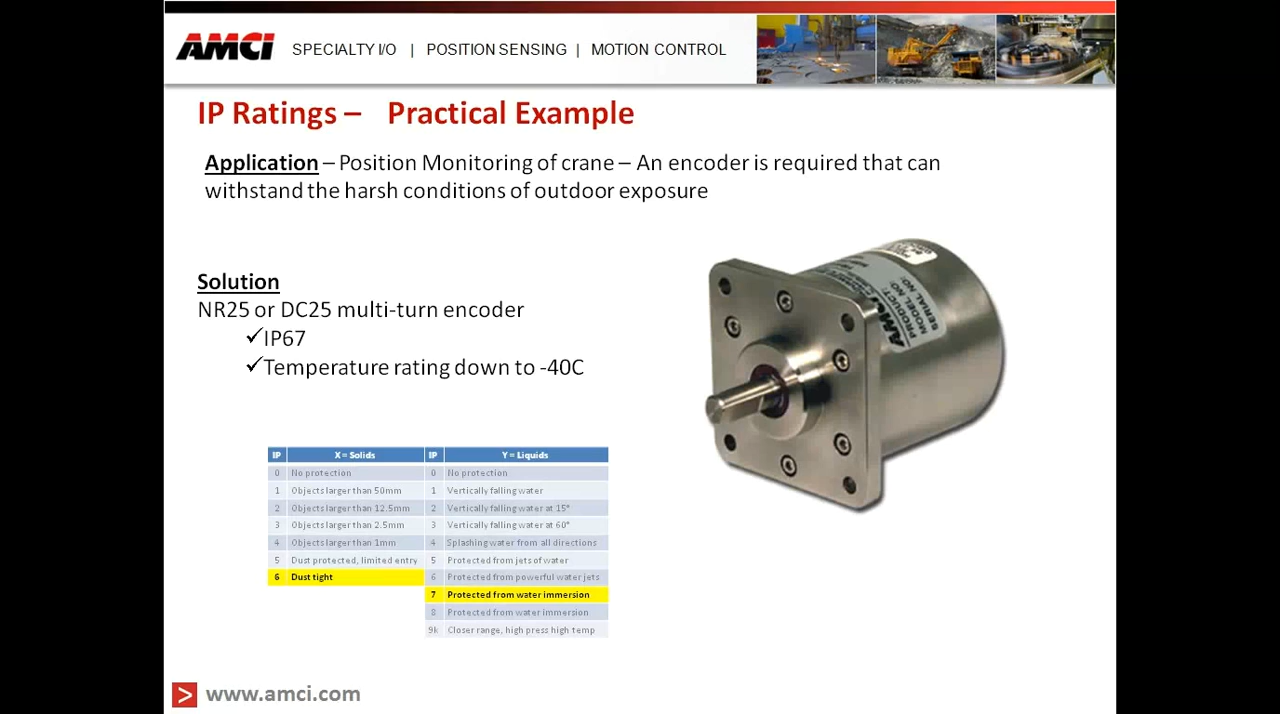 AMCI SPECIALTY I/O | POSITION SENSING | MOTION CONTROL
IP Ratings – Practical Example
Application – Position Monitoring of crane – An encoder is required that can
withstand the harsh conditions of outdoor exposure
Solution
NR25 or DC25 multi-turn encoder
✓IP67
✓Temperature rating down to -40C
AMCI
PRODUCT:
MODEL NO:
SERIAL NO:
IP X = Solids IP Y = Liquids
0 No protection 0 No protection
1 Objects larger than 50mm 1 Vertically falling water
2 Objects larger than 12.5mm 2 Vertically falling water at 15°
3 Objects larger than 2.5mm 3 Vertically falling water at 60°
4 Objects larger than 1mm 4 Splashing water from all directions
5 Dust protected, limited entry 5 Protected from jets of water
6 Dust tight 6 Protected from powerful water jets
7 Protected from water immersion
8 Protected from water immersion
9k Closer range, high press high temp
> www.amci.com